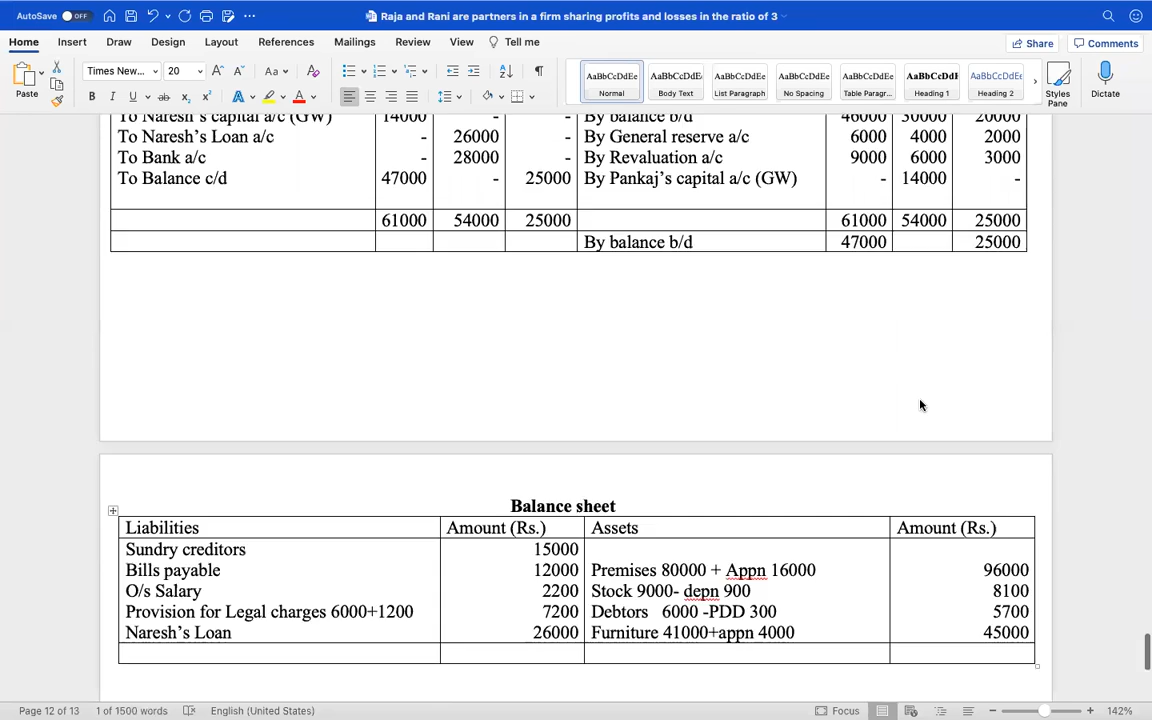 AutoSave OFF Raja and Rani are partners in a firm sharing profits and losses in the ratio of 3
Home Insert Draw Design Layout References Mailings Review View Tell me Share Comments
Paste Times New... 20 A A Aa A AaBbCcDdEe AaBbCcDdEe AaBbCcDdEe AaBbCcDdEe AaBbCcDdEe AaBbCcDdE AaBbCcDdEe
B I U ab x₂ x² A A Normal Body Text List Paragraph No Spacing Table Paragr... Heading 1 Heading 2 Styles Pane Dictate
To Naresh's capital a/c (GW) 14000 - - By balance b/d 46000 30000 20000
To Naresh's Loan a/c - 26000 - By General reserve a/c 6000 4000 2000
To Bank a/c - 28000 - By Revaluation a/c 9000 6000 3000
To Balance c/d 47000 - 25000 By Pankaj's capital a/c (GW) - 14000 -
61000 54000 25000 61000 54000 25000
By balance b/d 47000 25000
Balance sheet
Liabilities Amount (Rs.) Assets Amount (Rs.)
Sundry creditors 15000
Bills payable 12000 Premises 80000 + Appn 16000 96000
O/s Salary 2200 Stock 9000- depn 900 8100
Provision for Legal charges 6000+1200 7200 Debtors 6000 -PDD 300 5700
Naresh's Loan 26000 Furniture 41000+appn 4000 45000
Page 12 of 13 1 of 1500 words English (United States) Focus 142%